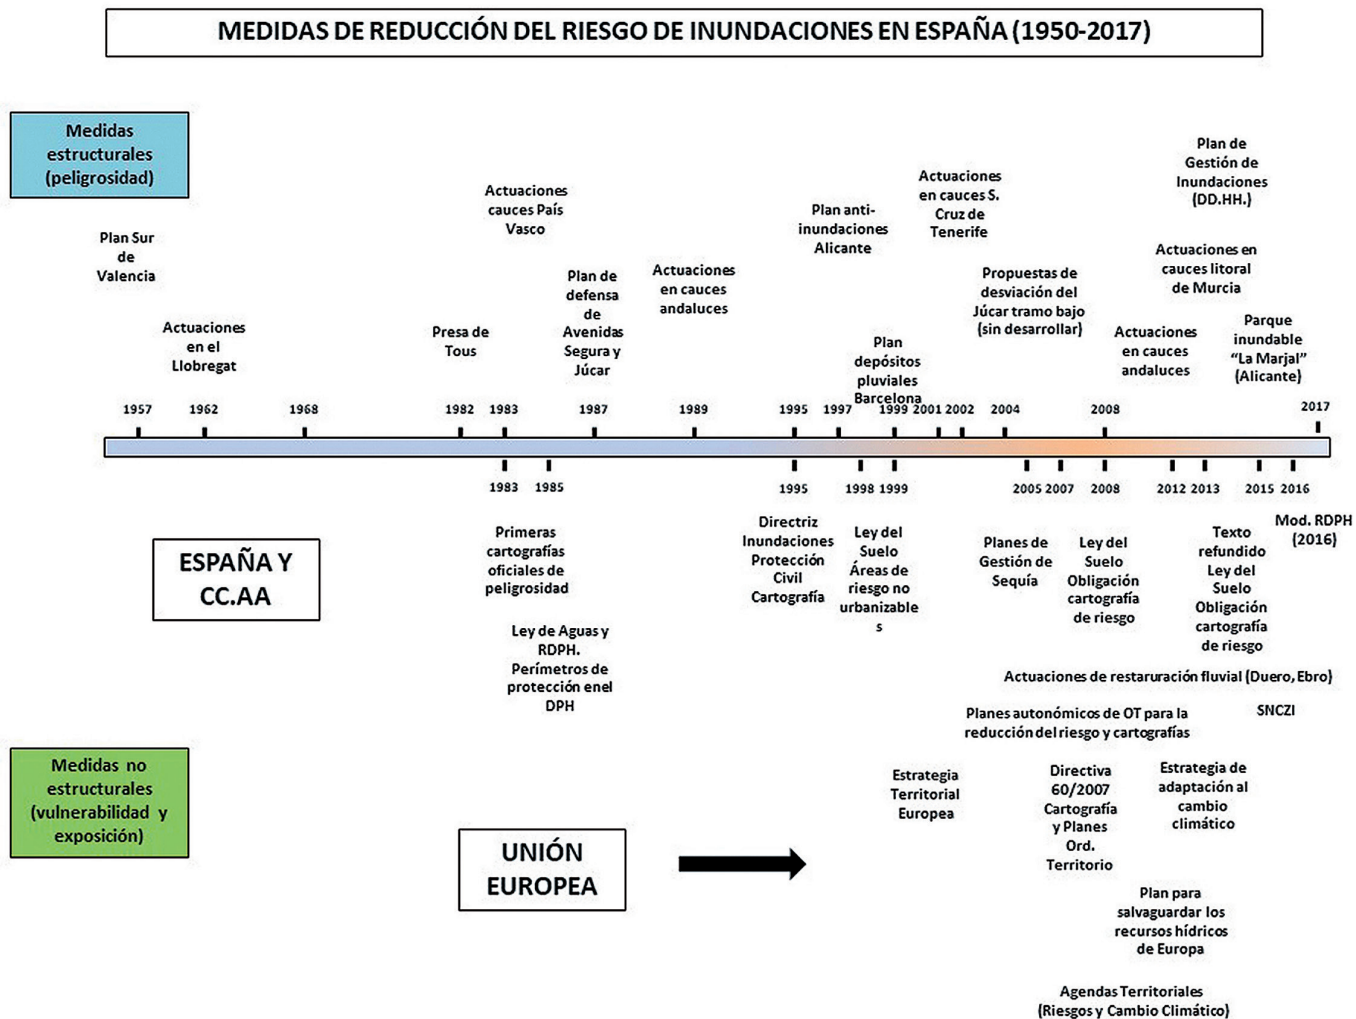 MEDIDAS DE REDUCCIÓN DEL RIESGO DE INUNDACIONES EN ESPAÑA (1950-2017)
Medidas
estructurales
(peligrosidad)
Plan Sur
de
Valencia
Actuaciones
en el
Llobregat
Presa de
Tous
Actuaciones
cauces País
Vasco
Plan de
defensa
de
Avenidas
Segura y
Júcar
Actuaciones
en cauces
andaluces
Plan anti-
inundaciones
Alicante
Plan
depósitos
pluviales
Barcelona
Actuaciones
en cauces S.
Cruz de
Tenerife
Propuestas de
desviación del
Júcar tramo bajo
(sin desarrollar)
Actuaciones
en cauces
andaluces
Plan de
Gestión de
Inundaciones
(DD.HH.)
Actuaciones en
cauces litoral
de Murcia
Parque
inundable
“La Marjal”
(Alicante)
1957 1962 1968 1982 1983 1987 1989 1995 1997 1999 2001 2002 2004 2008 2017
1983 1985 1995 1998 1999 2005 2007 2008 2012 2013 2015 2016
ESPAÑA Y
CC.AA
Primeras
cartografías
oficiales de
peligrosidad
Ley de Aguas y
RDPH.
Perímetros de
protección enel
DPH
Directriz
Inundaciones
Protección
Civil
Cartografía
Ley del
Suelo
Áreas de
riesgo no
urbanizable
s
Planes de
Gestión de
Sequía
Ley del
Suelo
Obligación
cartografía
de riesgo
Texto
refundido
Ley del
Suelo
Obligación
cartografía
de riesgo
Mod. RDPH
(2016)
Actuaciones de restaruración fluvial (Duero, Ebro)
Planes autonómicos de OT para la
reducción del riesgo y cartografías
SNCZI
Medidas no
estructurales
(vulnerabilidad y
exposición)
UNIÓN
EUROPEA
Estrategia
Territorial
Europea
Directiva
60/2007
Cartografía
y Planes
Ord.
Territorio
Estrategia de
adaptación al
cambio
climático
Plan para
salvaguardar los
recursos hídricos
de Europa
Agendas Territoriales
(Riesgos y Cambio Climático)